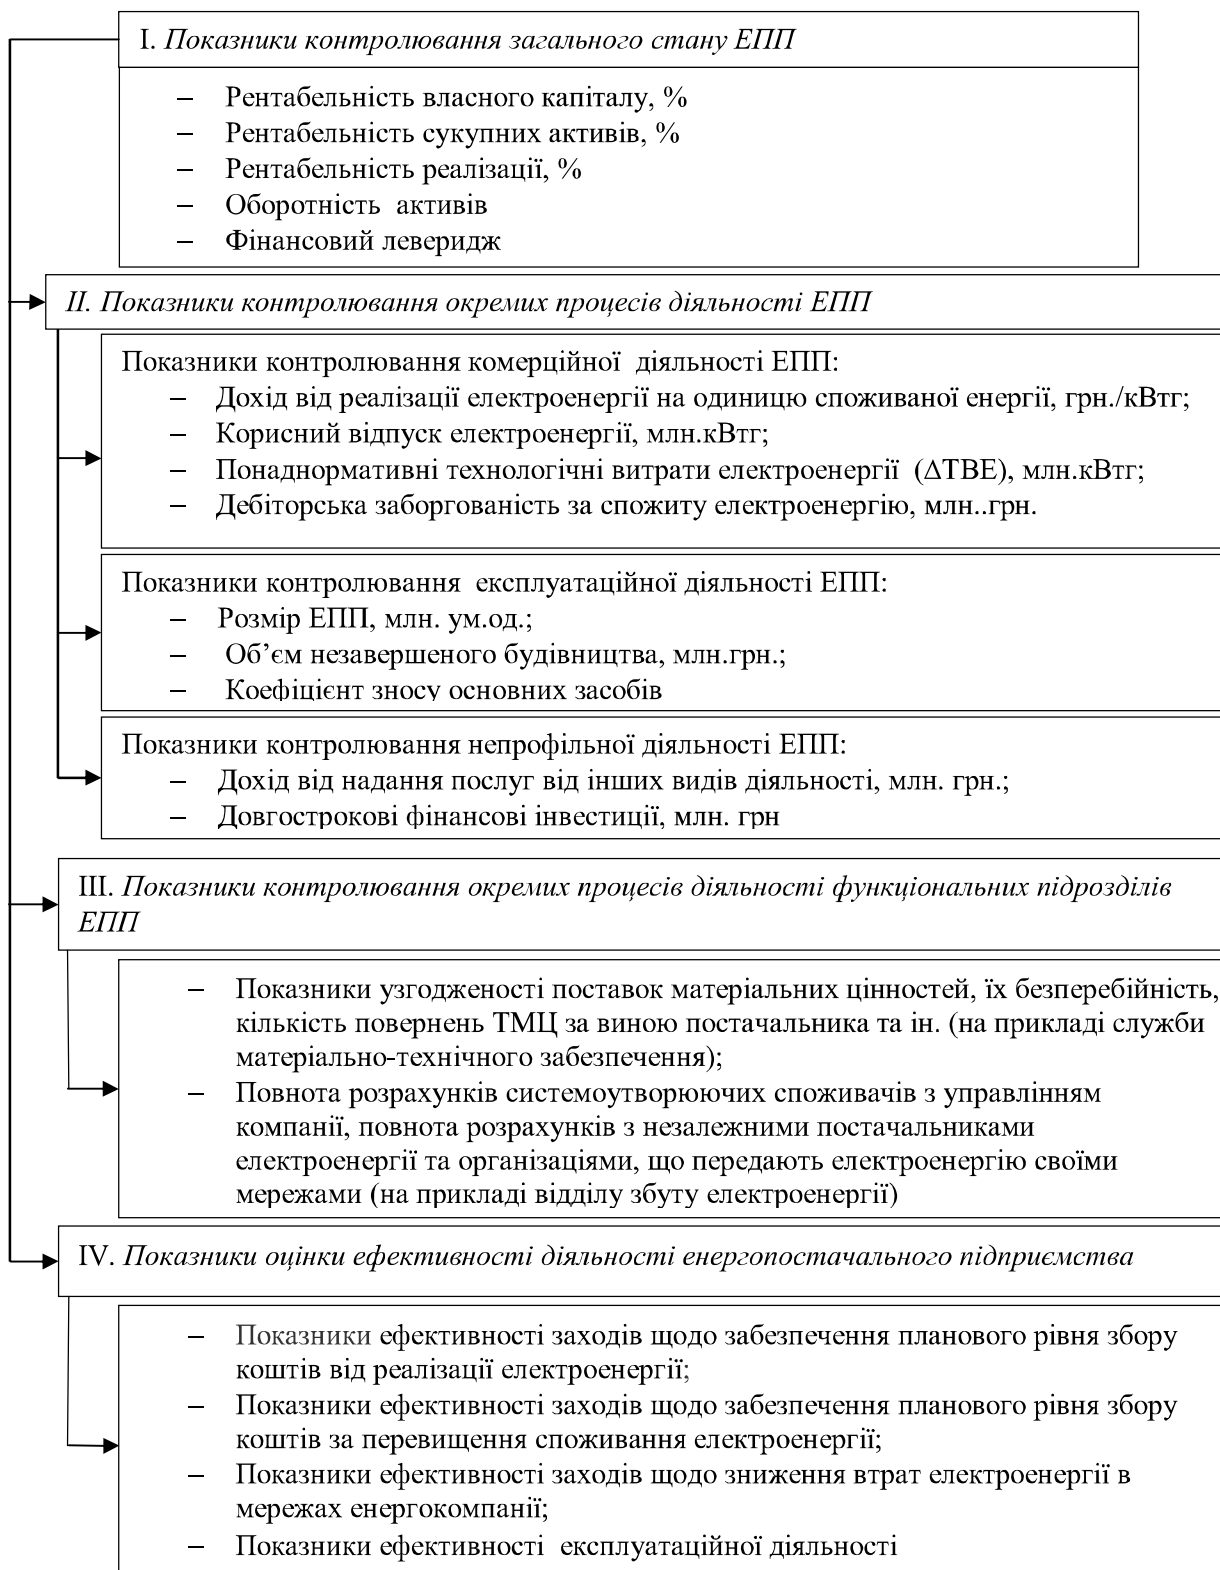 I. Показники контролювання загального стану ЕПП
– Рентабельність власного капіталу, %
– Рентабельність сукупних активів, %
– Рентабельність реалізації, %
– Оборотність активів
– Фінансовий леверидж
II. Показники контролювання окремих процесів діяльності ЕПП
Показники контролювання комерційної діяльності ЕПП:
– Дохід від реалізації електроенергії на одиницю споживаної енергії, грн./кВтг;
– Корисний відпуск електроенергії, млн.кВтг;
– Понаднормативні технологічні витрати електроенергії (ΔТВЕ), млн.кВтг;
– Дебіторська заборгованість за спожиту електроенергію, млн..грн.
Показники контролювання експлуатаційної діяльності ЕПП:
– Розмір ЕПП, млн. ум.од.;
– Об’єм незавершеного будівництва, млн.грн.;
– Коефіцієнт зносу основних засобів
Показники контролювання непрофільної діяльності ЕПП:
– Дохід від надання послуг від інших видів діяльності, млн. грн.;
– Довгострокові фінансові інвестиції, млн. грн
III. Показники контролювання окремих процесів діяльності функціональних підрозділів
ЕПП
– Показники узгодженості поставок матеріальних цінностей, їх безперебійність,
кількість повернень ТМЦ за виною постачальника та ін. (на прикладі служби
матеріально-технічного забезпечення);
– Повнота розрахунків системоутворюючих споживачів з управлінням
компанії, повнота розрахунків з незалежними постачальниками
електроенергії та організаціями, що передають електроенергію своїми
мережами (на прикладі відділу збуту електроенергії)
IV. Показники оцінки ефективності діяльності енергопостачального підприємства
– Показники ефективності заходів щодо забезпечення планового рівня збору
коштів від реалізації електроенергії;
– Показники ефективності заходів щодо забезпечення планового рівня збору
коштів за перевищення споживання електроенергії;
– Показники ефективності заходів щодо зниження втрат електроенергії в
мережах енергокомпанії;
– Показники ефективності експлуатаційної діяльності